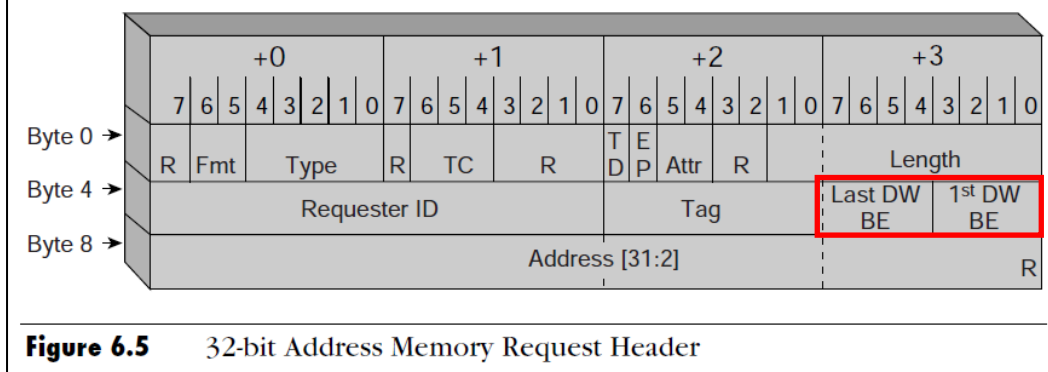 +0 +1 +2 +3
7 6 5 4 3 2 1 0 7 6 5 4 3 2 1 0 7 6 5 4 3 2 1 0 7 6 5 4 3 2 1 0
Byte 0
R Fmt Type R TC R TD EP Attr R Length
Byte 4
Requester ID Tag Last DW BE 1st DW BE
Byte 8
Address [31:2] R
Figure 6.5 32-bit Address Memory Request Header